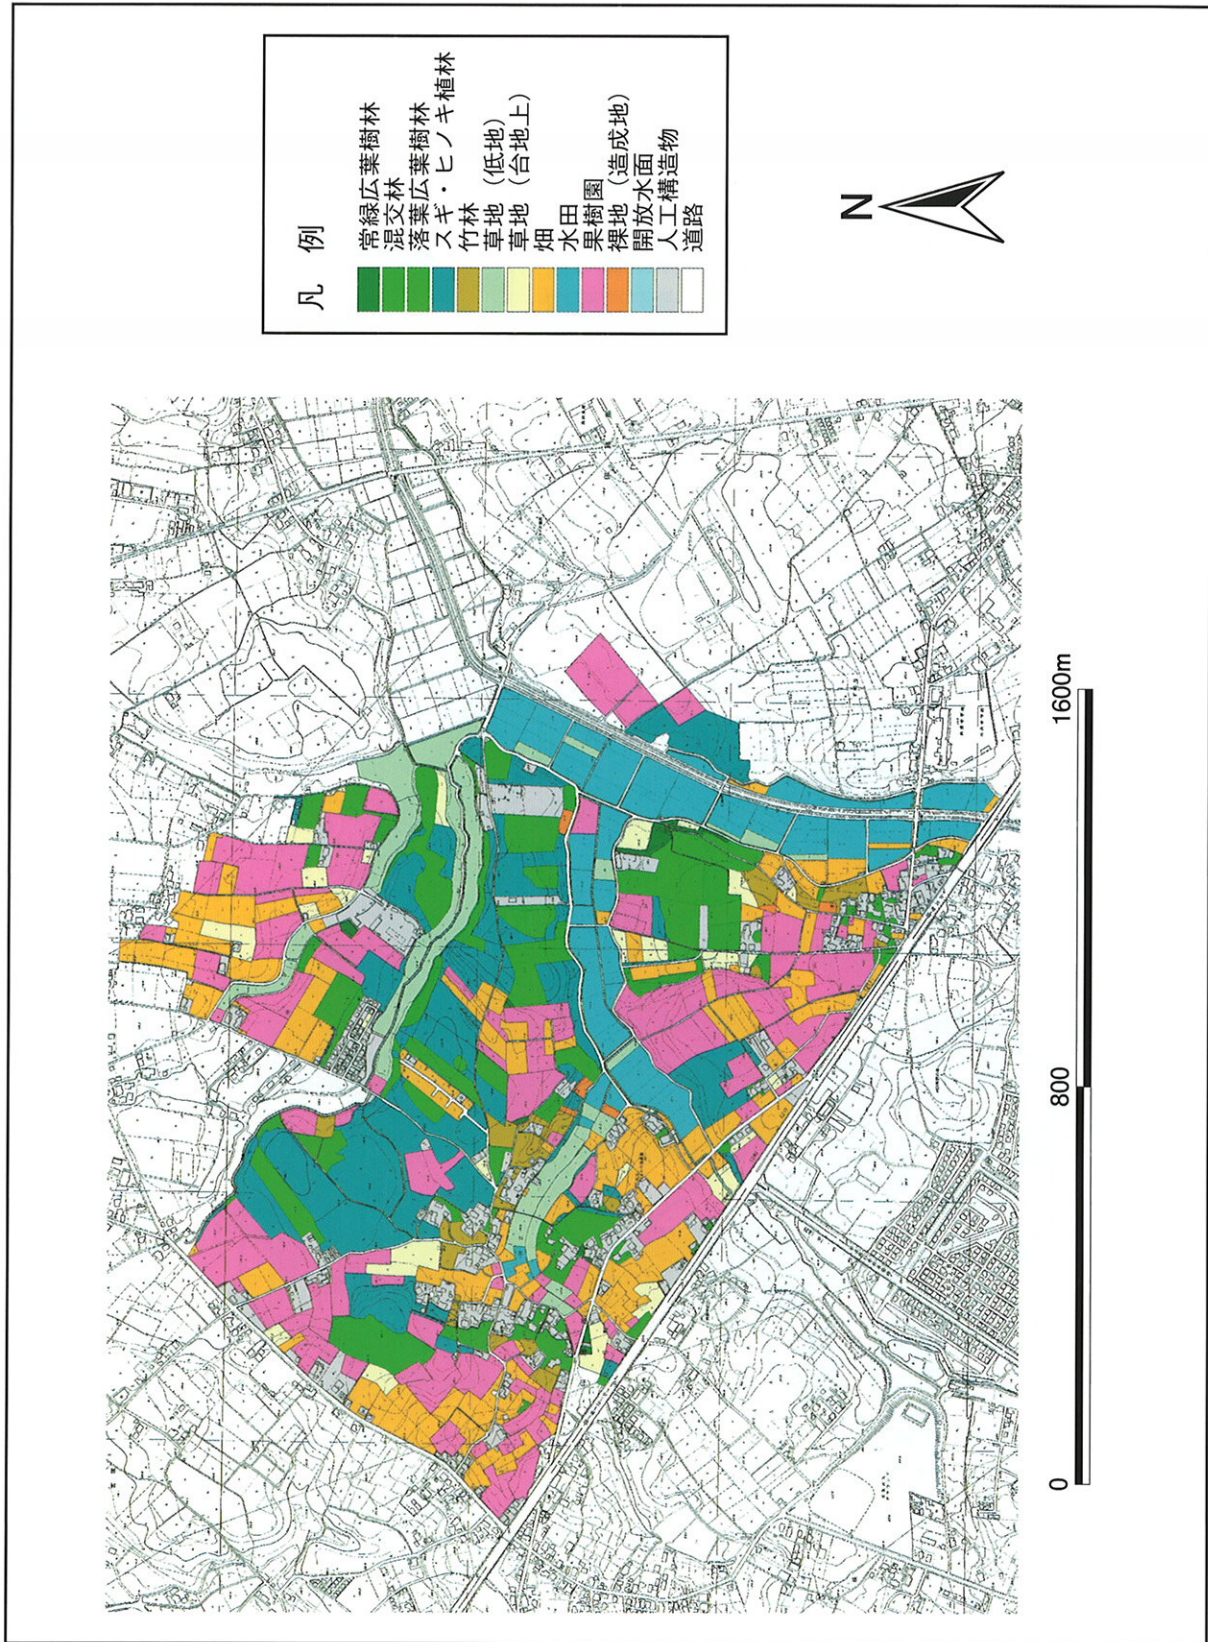 凡 例
常緑広葉樹林
混交林
落葉広葉樹林
スギ・ヒノキ植林
竹林
草地（低地）
草地（台地上）
畑
水田
果樹園
裸地（造成地）
開放水面
人工構造物
道路
N
0 800 1600m